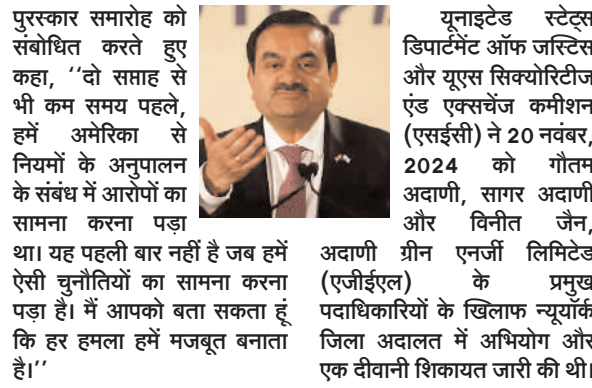 पुरस्कार समारोह को
संबोधित करते हुए
कहा, ‘‘दो सप्ताह से
भी कम समय पहले,
हमें अमेरिका से
नियमों के अनुपालन
के संबंध में आरोपों का
सामना करना पड़ा
था। यह पहली बार नहीं है जब हमें
ऐसी चुनौतियों का सामना करना
पड़ा है। मैं आपको बता सकता हूं
कि हर हमला हमें मजबूत बनाता
है।’’
यूनाइटेड स्टेट्स
डिपार्टमेंट ऑफ जस्टिस
और यूएस सिक्योरिटीज
एंड एक्सचेंज कमीशन
(एसईसी) ने 20 नवंबर,
2024 को गौतम
अदाणी, सागर अदाणी
और विनीत जैन,
अदाणी ग्रीन एनर्जी लिमिटेड
(एजीईएल) के प्रमुख
पदाधिकारियों के खिलाफ न्यूयॉर्क
जिला अदालत में अभियोग और
एक दीवानी शिकायत जारी की थी।